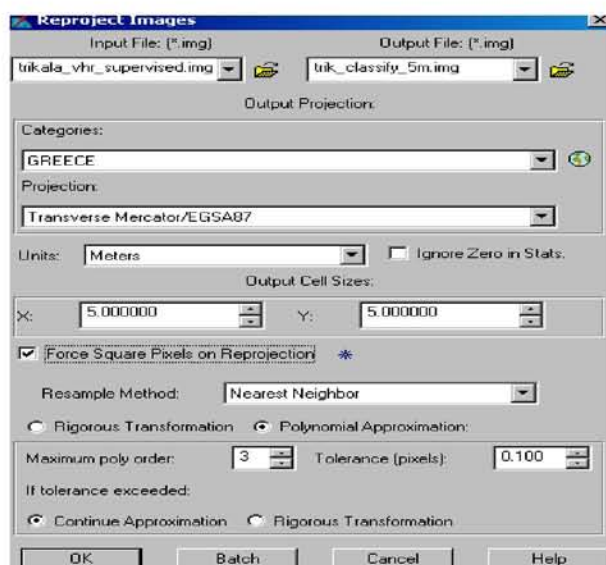 Reproject Images
Input File: (*.img) Output File: (*.img)
trikala_vhr_supervised.img trik_classify_5m.img
Output Projection:
Categories:
GREECE
Projection:
Transverse Mercator/EGSA87
Units: Meters Ignore Zero in Stats.
Output Cell Sizes:
X: 5.000000 Y: 5.000000
Force Square Pixels on Reprojection *
Resample Method: Nearest Neighbor
Rigorous Transformation Polynomial Approximation:
Maximum poly order: 3 Tolerance (pixels): 0.100
If tolerance exceeded:
Continue Approximation Rigorous Transformation
OK Batch Cancel Help